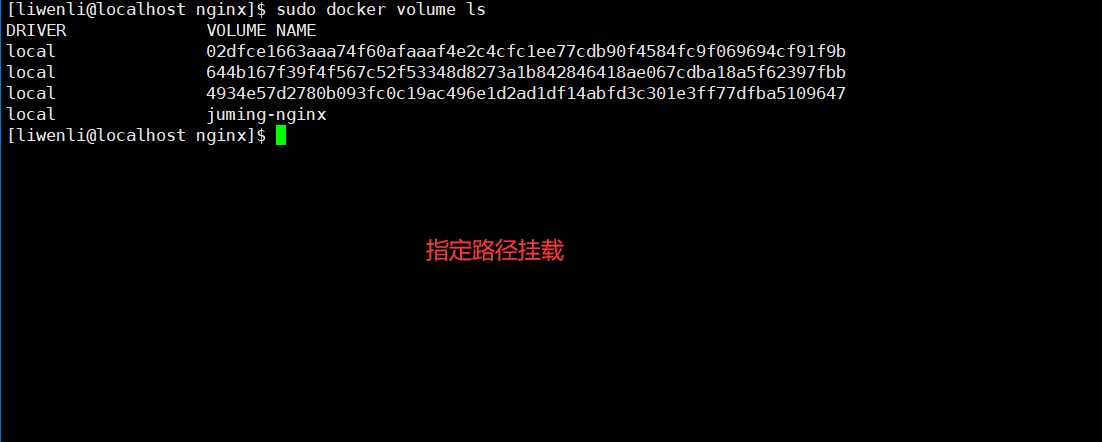 [liwenli@localhost nginx]$ sudo docker volume ls
DRIVER              VOLUME NAME
local               02dfce1663aaa74f60afaaaf4e2c4cfc1ee77cdb90f4584fc9f069694cf91f9b
local               644b167f39f4f567c52f53348d8273a1b842846418ae067cdba18a5f62397fbb
local               4934e57d2780b093fc0c19ac496e1d2ad1df14abfd3c301e3ff77dfba5109647
local               juming-nginx
[liwenli@localhost nginx]$
指定路径挂载